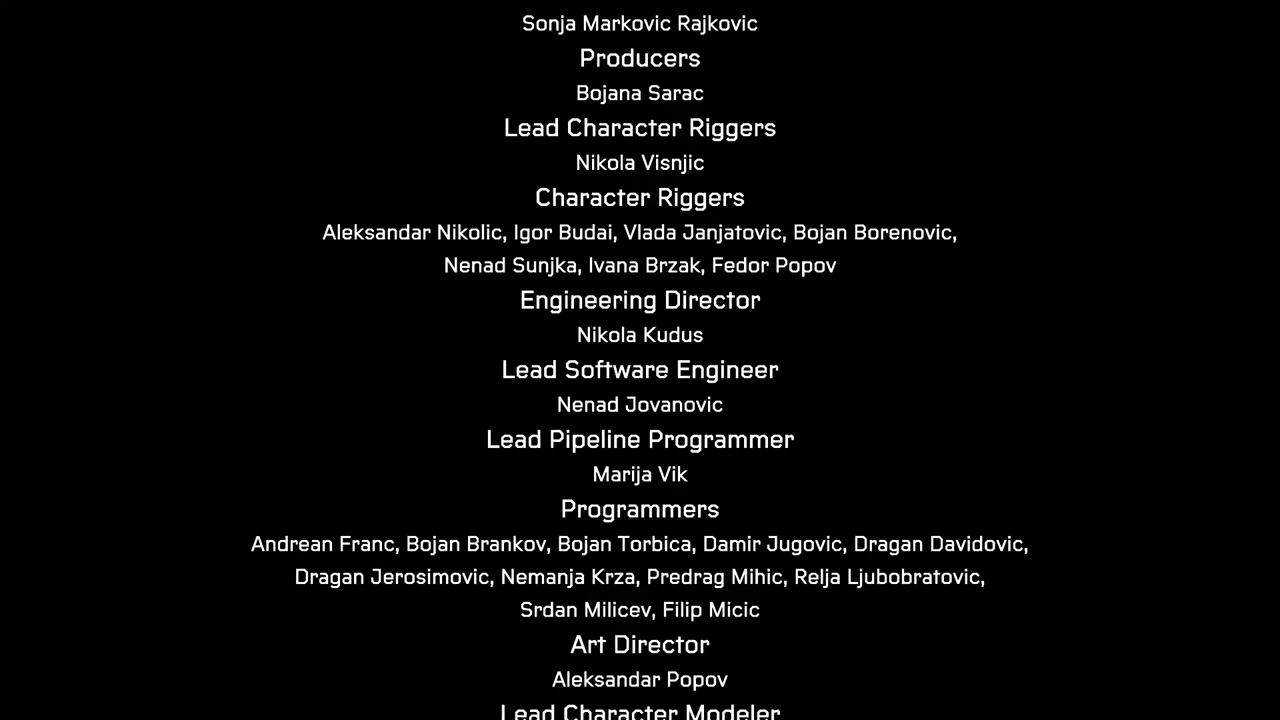 Sonja Markovic Rajkovic
Producers
Bojana Sarac
Lead Character Riggers
Nikola Visnjic
Character Riggers
Aleksandar Nikolic, Igor Budai, Vlada Janjatovic, Bojan Borenovic,
Nenad Sunjka, Ivana Brzak, Fedor Popov
Engineering Director
Nikola Kudus
Lead Software Engineer
Nenad Jovanovic
Lead Pipeline Programmer
Marija Vik
Programmers
Andrean Franc, Bojan Brankov, Bojan Torbica, Damir Jugovic, Dragan Davidovic,
Dragan Jerosimovic, Nemanja Krza, Predrag Mihic, Relja Ljubobratovic,
Srdan Milicev, Filip Micic
Art Director
Aleksandar Popov
Lead Character Modeler